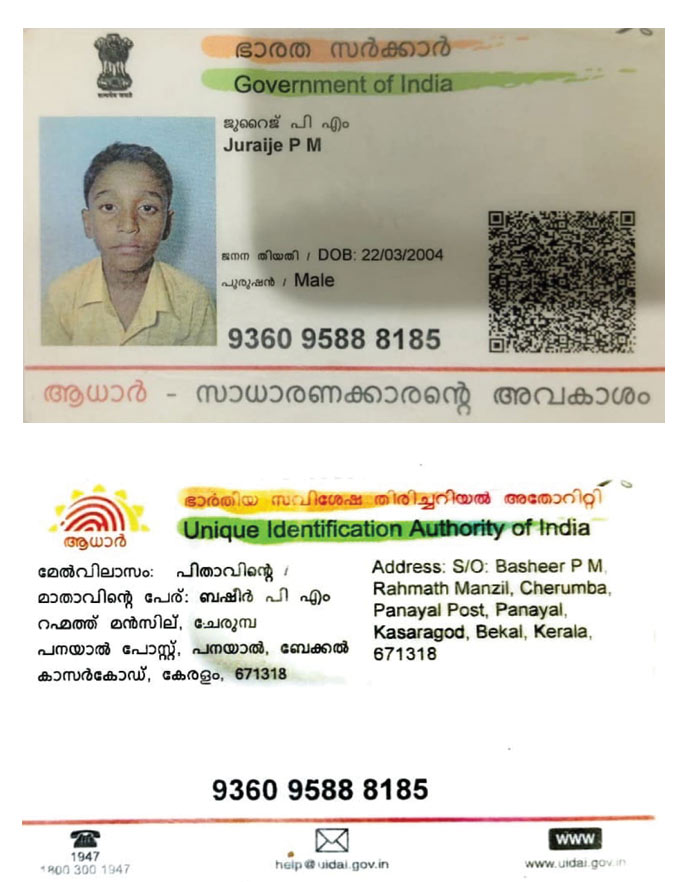 ഭാരത സർക്കാർ
Government of India
ജുറൈജ് പി എം
Juraije P M
ജനന തിയതി / DOB: 22/03/2004
പുരുഷൻ / Male
9360 9588 8185
ആധാർ - സാധാരണക്കാരന്റെ അവകാശം
ഭാർതിയ സവിശേഷ തിരിച്ചറിയൽ അതോറിറ്റി
Unique Identification Authority of India
ആധാർ
മേൽവിലാസം: പിതാവിന്റെ /
മാതാവിന്റെ പേര്: ബഷീർ പി എം
റഹ്മത്ത് മൻസില്, ചേരുമ്പ
പനയാൽ പോസ്റ്റ്, പനയാൽ, ബേക്കൽ
കാസർകോഡ്, കേരളം, 671318
Address: S/O: Basheer P M,
Rahmath Manzil, Cherumba,
Panayal Post, Panayal,
Kasaragod, Bekal, Kerala,
671318
9360 9588 8185
1947
1800 300 1947
help@uidai.gov.in
www
www.uidai.gov.in